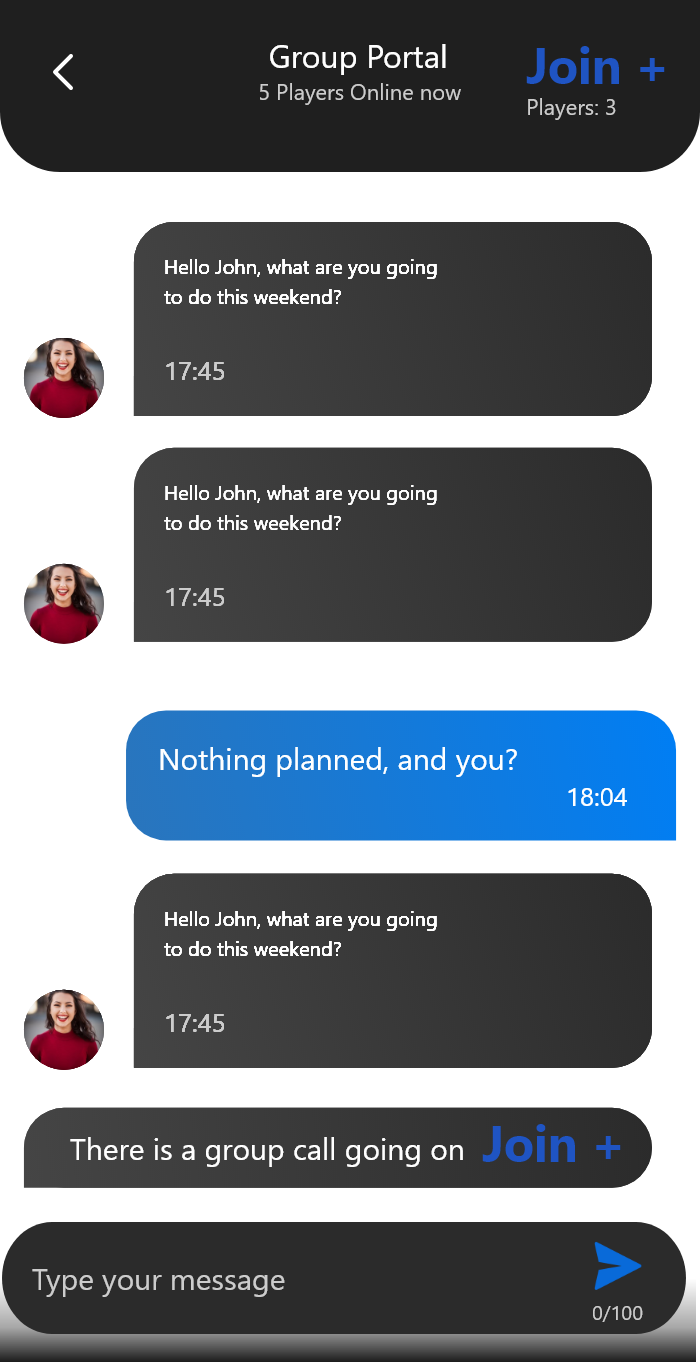 Group Portal
5 Players Online now
Join +
Players: 3
Hello John, what are you going
to do this weekend?
17:45
Hello John, what are you going
to do this weekend?
17:45
Nothing planned, and you?
18:04
Hello John, what are you going
to do this weekend?
17:45
There is a group call going on Join +
Type your message
0/100